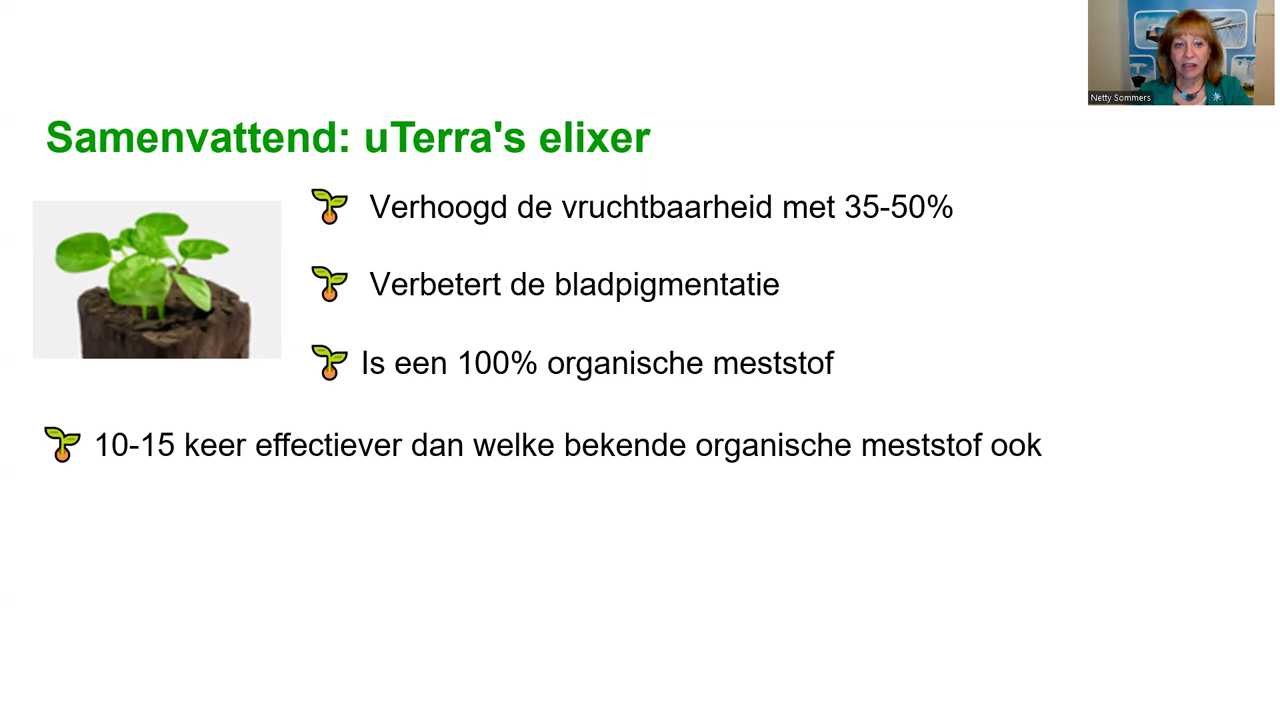 Netty Sommers
Samenvattend: uTerra's elixer
Verhoogd de vruchtbaarheid met 35-50%
Verbetert de bladpigmentatie
Is een 100% organische meststof
10-15 keer effectiever dan welke bekende organische meststof ook